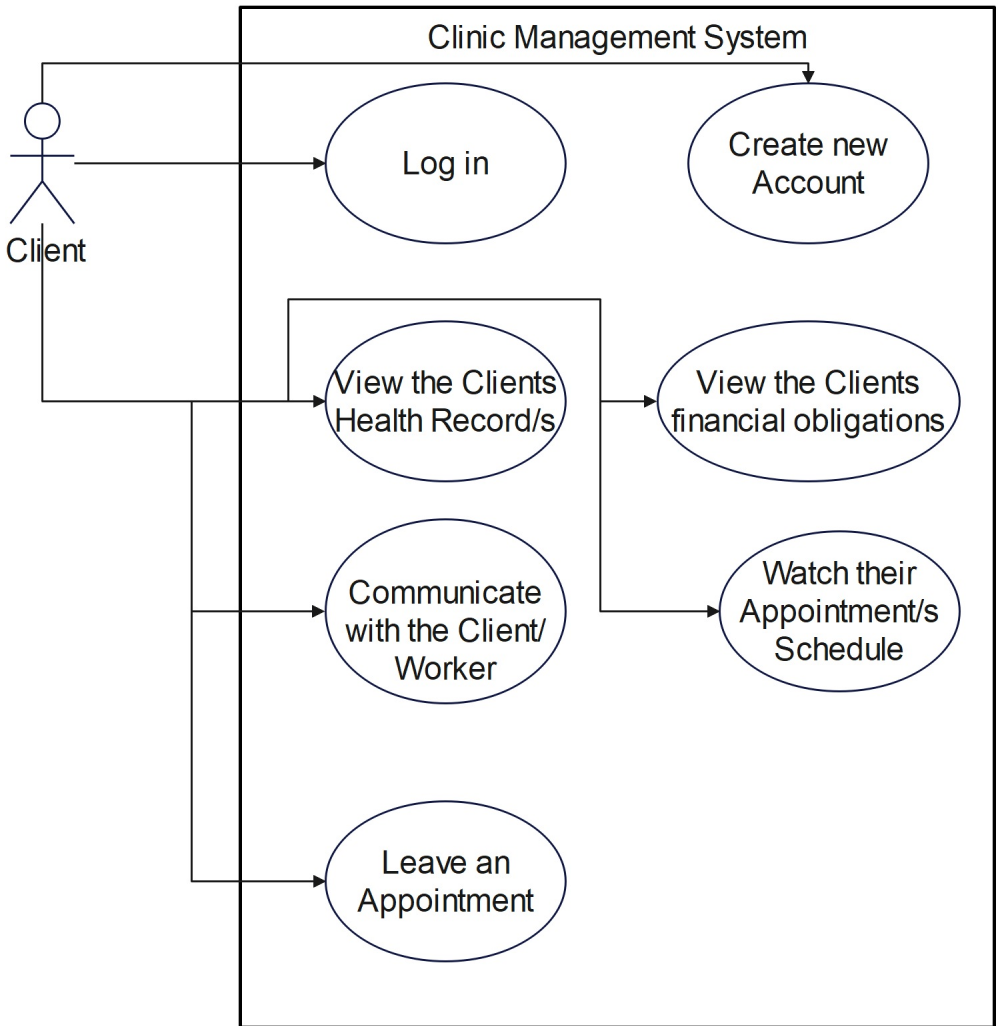 Clinic Management System
Client
Log in
Create new
Account
View the Clients
Health Record/s
View the Clients
financial obligations
Communicate
with the Client/
Worker
Watch their
Appointment/s
Schedule
Leave an
Appointment